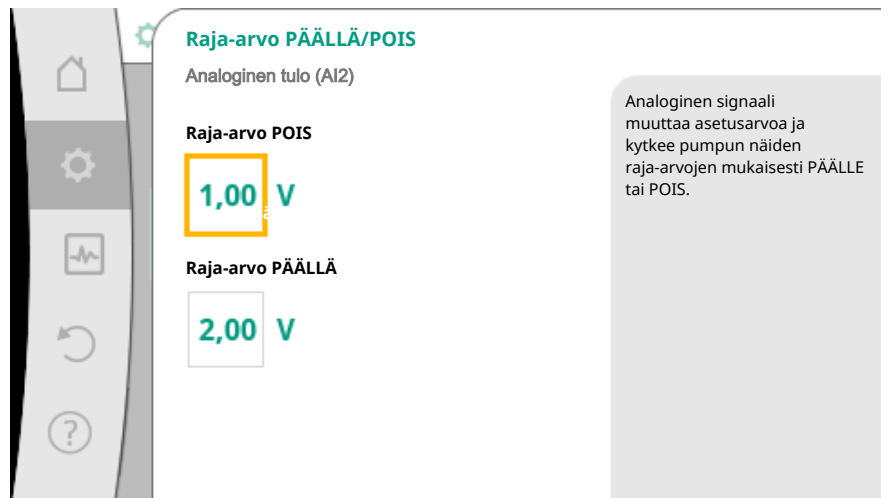 Raja-arvo PÄÄLLÄ/POIS
Analoginen tulo (AI2)
Raja-arvo POIS
1,00 V
Raja-arvo PÄÄLLÄ
2,00 V
Analoginen signaali
muuttaa asetusarvoa ja
kytkee pumpun näiden
raja-arvojen mukaisesti PÄÄLLE
tai POIS.
?